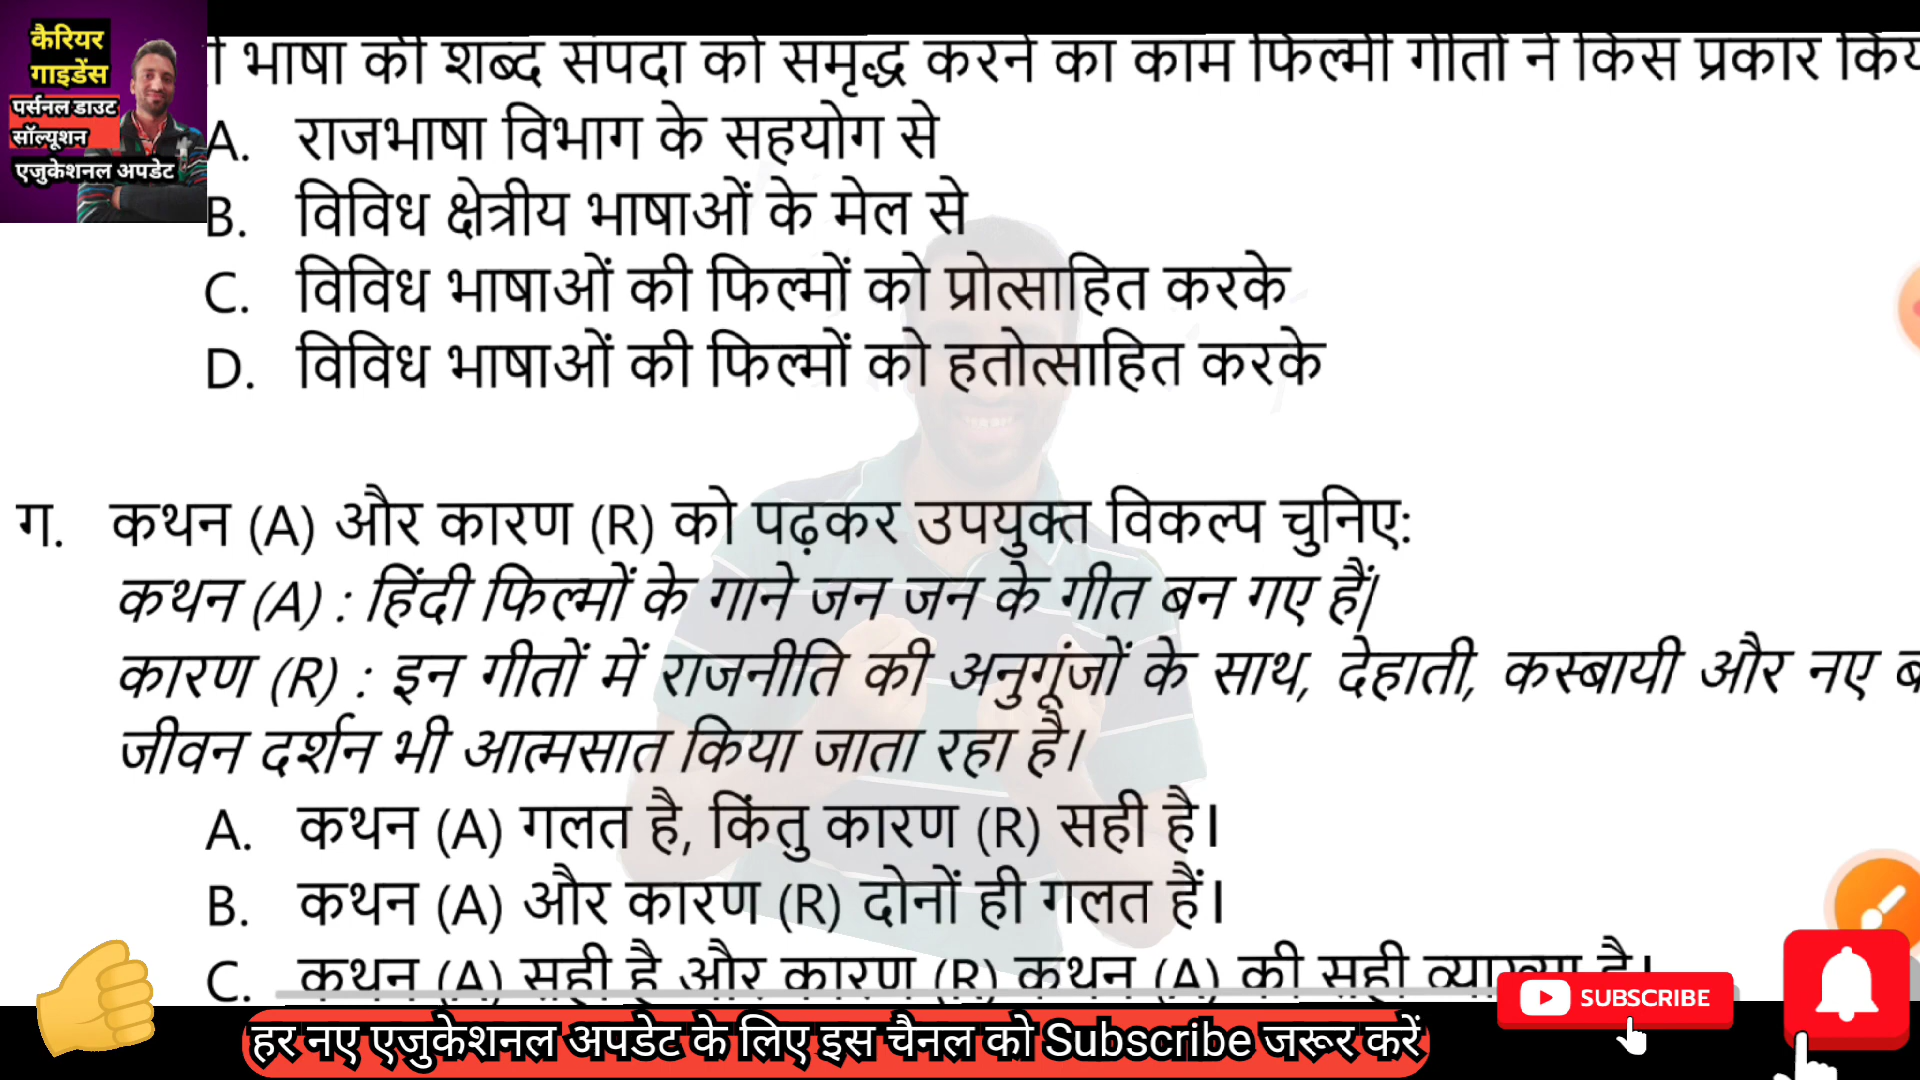 कैरियर
गाइडेंस
पर्सनल डाउट
सॉल्यूशन
एजुकेशनल अपडेट
भाषा की शब्द संपदा को समृद्ध करने का काम फिल्मी गीतों ने किस प्रकार
A. राजभाषा विभाग के सहयोग से
B. विविध क्षेत्रीय भाषाओं के मेल से
C. विविध भाषाओं की फिल्मों को प्रोत्साहित करके
D. विविध भाषाओं की फिल्मों को हतोत्साहित करके
ग. कथन (A) और कारण (R) को पढ़कर उपयुक्त विकल्प चुनिए:
कथन (A) : हिंदी फिल्मों के गाने जन जन के गीत बन गए हैं|
कारण (R) : इन गीतों में राजनीति की अनुगूंजों के साथ, देहाती, कस्बायी और नए
जीवन दर्शन भी आत्मसात किया जाता रहा है।
A. कथन (A) गलत है, किंतु कारण (R) सही है।
B. कथन (A) और कारण (R) दोनों ही गलत हैं।
C. कथन (A) सही है और कारण (R) कथन (A) की सही व्याख्या है।
SUBSCRIBE
हर नए एजुकेशनल अपडेट के लिए इस चैनल को Subscribe जरूर करें